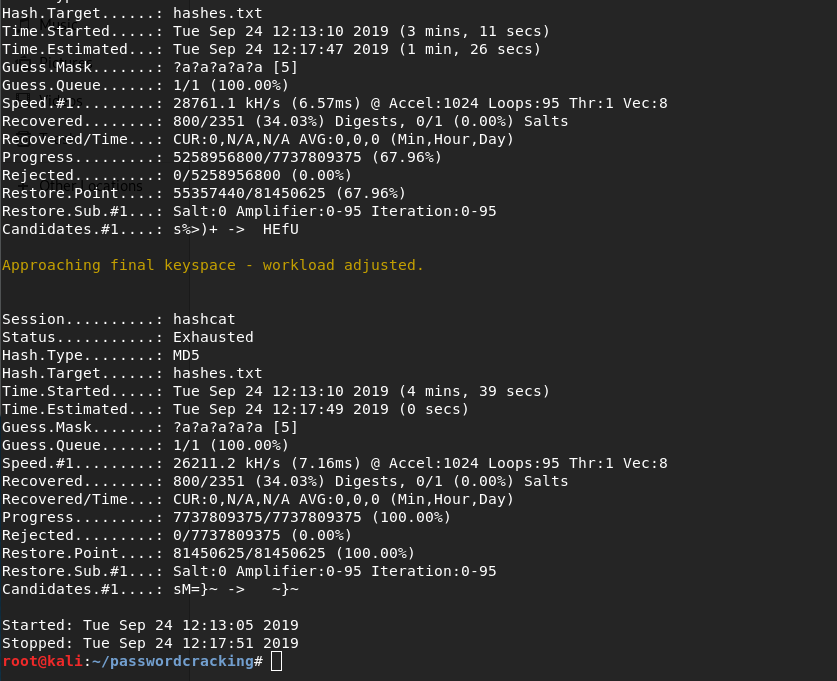 Hash.Target......: hashes.txt
Time.Started.....: Tue Sep 24 12:13:10 2019 (3 mins, 11 secs)
Time.Estimated...: Tue Sep 24 12:17:47 2019 (1 min, 26 secs)
Guess.Mask.......: ?a?a?a?a?a [5]
Guess.Queue......: 1/1 (100.00%)
Speed.#1.........: 28761.1 kH/s (6.57ms) @ Accel:1024 Loops:95 Thr:1 Vec:8
Recovered........: 800/2351 (34.03%) Digests, 0/1 (0.00%) Salts
Recovered/Time...: CUR:0,N/A,N/A AVG:0,0,0 (Min,Hour,Day)
Progress.........: 5258956800/7737809375 (67.96%)
Rejected.........: 0/5258956800 (0.00%)
Other Locations
Restore.Point....: 55357440/81450625 (67.96%)
Restore.Sub.#1...: Salt:0 Amplifier:0-95 Iteration:0-95
Candidates.#1....: s%>)+ ->  HEfU
Approaching final keyspace - workload adjusted.
Session..........: hashcat
Status...........: Exhausted
Hash.Type........: MD5
Hash.Target......: hashes.txt
Time.Started.....: Tue Sep 24 12:13:10 2019 (4 mins, 39 secs)
Time.Estimated...: Tue Sep 24 12:17:49 2019 (0 secs)
Guess.Mask.......: ?a?a?a?a?a [5]
Guess.Queue......: 1/1 (100.00%)
Speed.#1.........: 26211.2 kH/s (7.16ms) @ Accel:1024 Loops:95 Thr:1 Vec:8
Recovered........: 800/2351 (34.03%) Digests, 0/1 (0.00%) Salts
Recovered/Time...: CUR:0,N/A,N/A AVG:0,0,0 (Min,Hour,Day)
Progress.........: 7737809375/7737809375 (100.00%)
Rejected.........: 0/7737809375 (0.00%)
Restore.Point....: 81450625/81450625 (100.00%)
Restore.Sub.#1...: Salt:0 Amplifier:0-95 Iteration:0-95
Candidates.#1....: sM=}~ ->   ~}~
Started: Tue Sep 24 12:13:05 2019
Stopped: Tue Sep 24 12:17:51 2019
root@kali:~/passwordcracking#